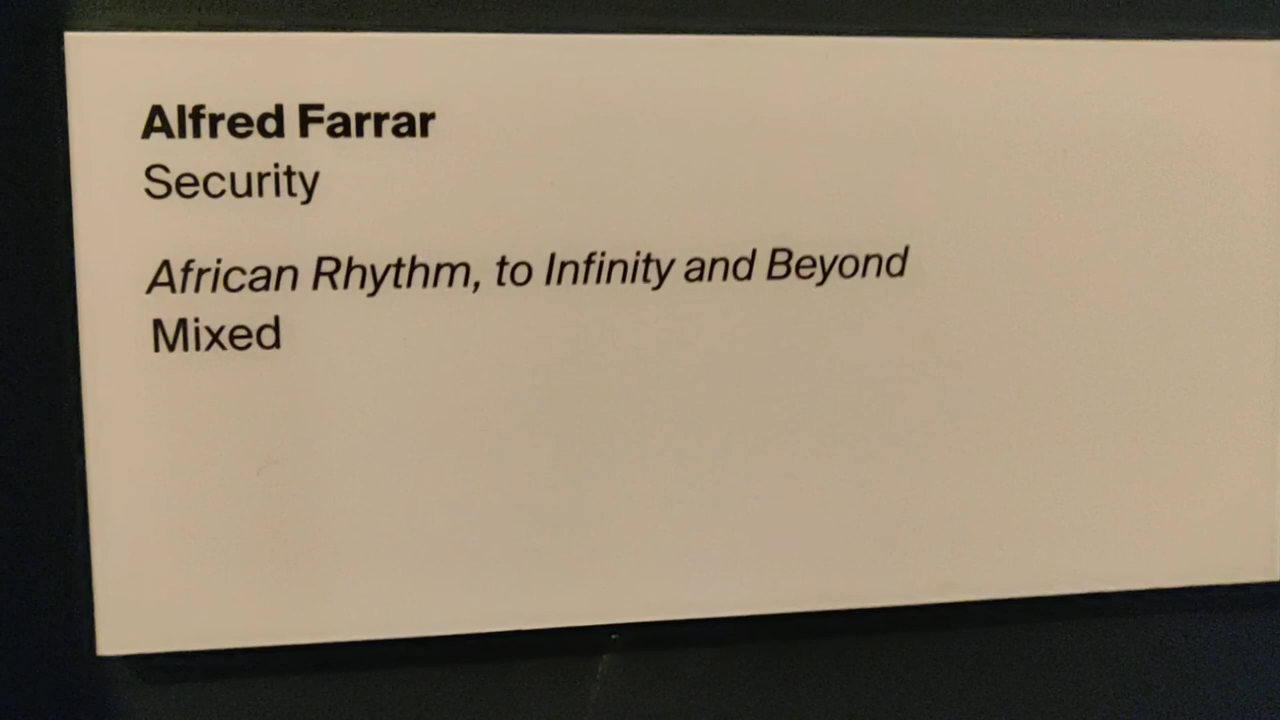 Alfred Farrar
Security
African Rhythm, to Infinity and Beyond
Mixed